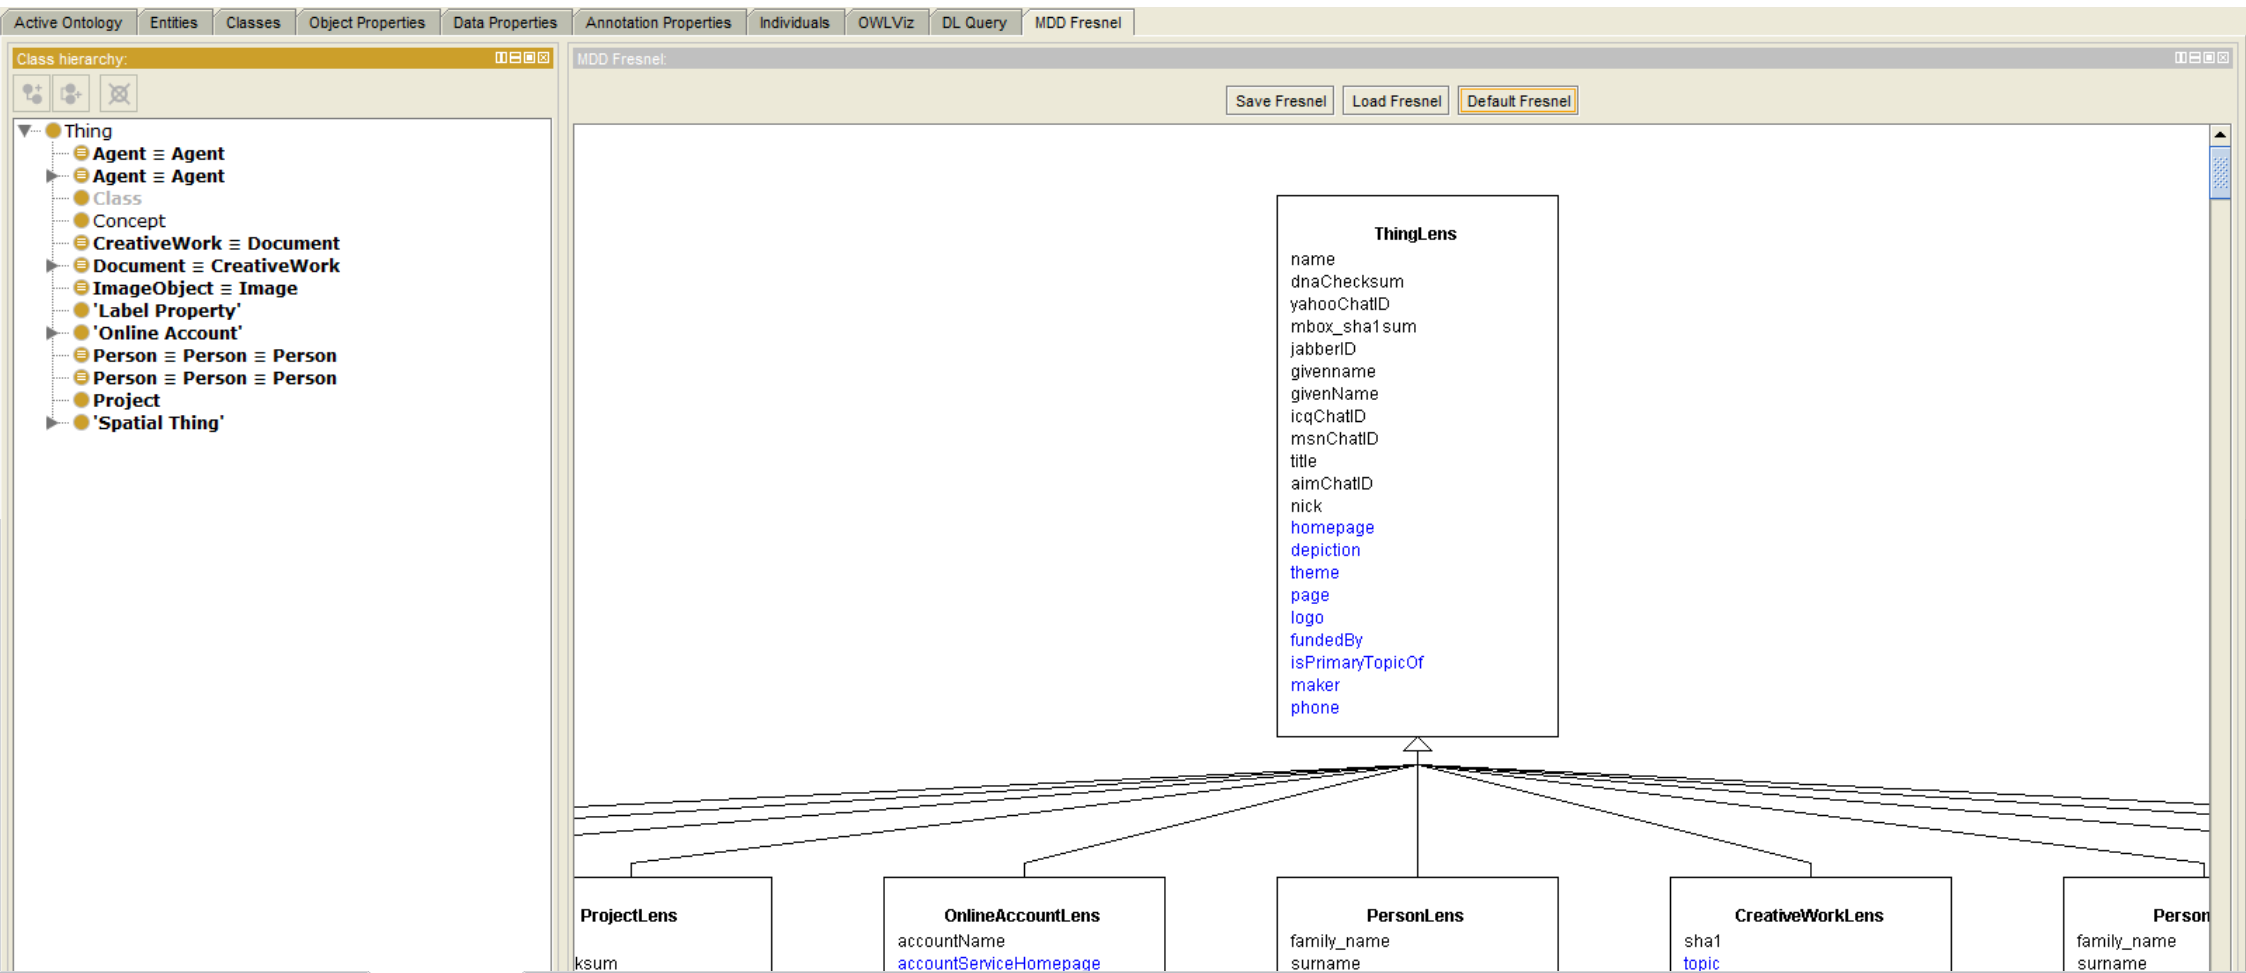 Active Ontology Entities Classes Object Properties Data Properties Annotation Properties Individuals OWLViz DL Query MDD Fresnel
Class hierarchy:
Thing
Agent ≡ Agent
Agent ≡ Agent
Class
Concept
CreativeWork ≡ Document
Document ≡ CreativeWork
ImageObject ≡ Image
'Label Property'
'Online Account'
Person ≡ Person ≡ Person
Person ≡ Person ≡ Person
Project
'Spatial Thing'
MDD Fresnel:
Save Fresnel Load Fresnel Default Fresnel
ThingLens
name
dnaChecksum
yahooChatID
mbox_sha1sum
jabberID
givenname
givenName
icqChatID
msnChatID
title
aimChatID
nick
homepage
depiction
theme
page
logo
fundedBy
isPrimaryTopicOf
maker
phone
ProjectLens
ksum
OnlineAccountLens
accountName
accountServiceHomepage
PersonLens
family_name
surname
CreativeWorkLens
sha1
topic
Person
family_name
surname